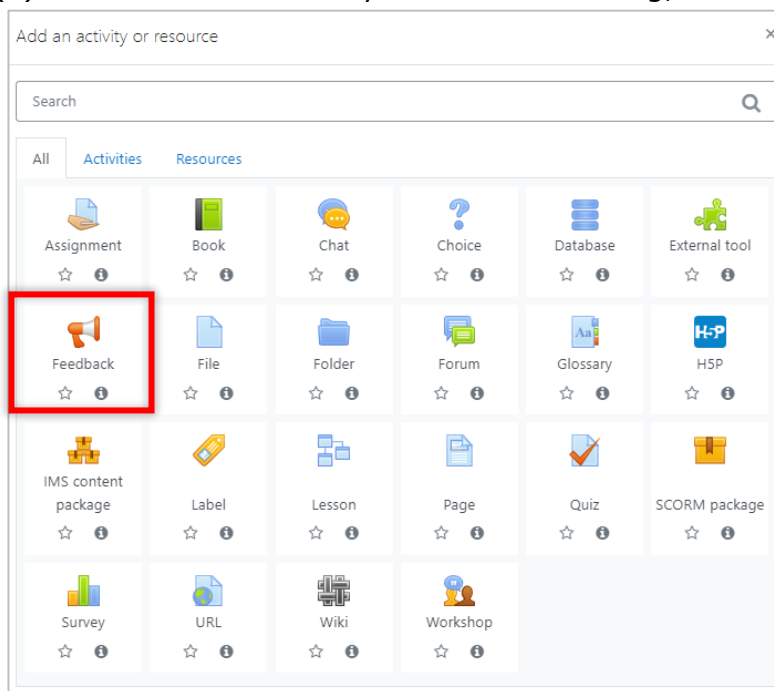 Add an activity or resource ×
Search
All Activities Resources
Assignment Book Chat Choice Database External tool
Feedback File Folder Forum Glossary H5P
IMS content
package Label Lesson Page Quiz SCORM package
Survey URL Wiki Workshop